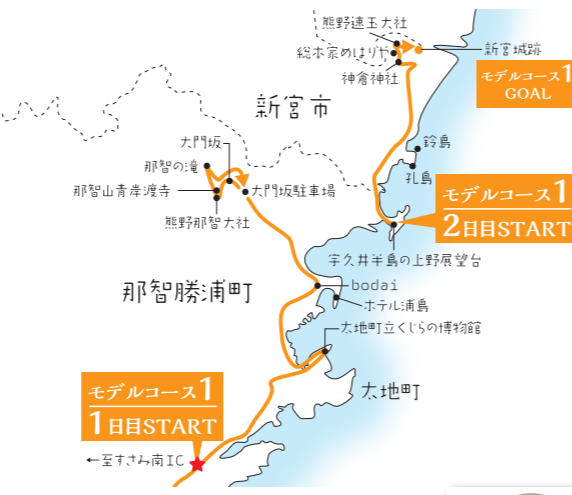 熊野速玉大社
総本家めはりや
神倉神社
新宮城跡
モデルコース1
GOAL
新宮市
大門坂
那智の滝
那智山青岸渡寺
大門坂駐車場
熊野那智大社
鈴島
孔島
モデルコース1
2日目START
宇久井半島の上野展望台
那智勝浦町
bodai
ホテル浦島
太地町立くじらの博物館
太地町
モデルコース1
1日目START
←至すさみ南IC